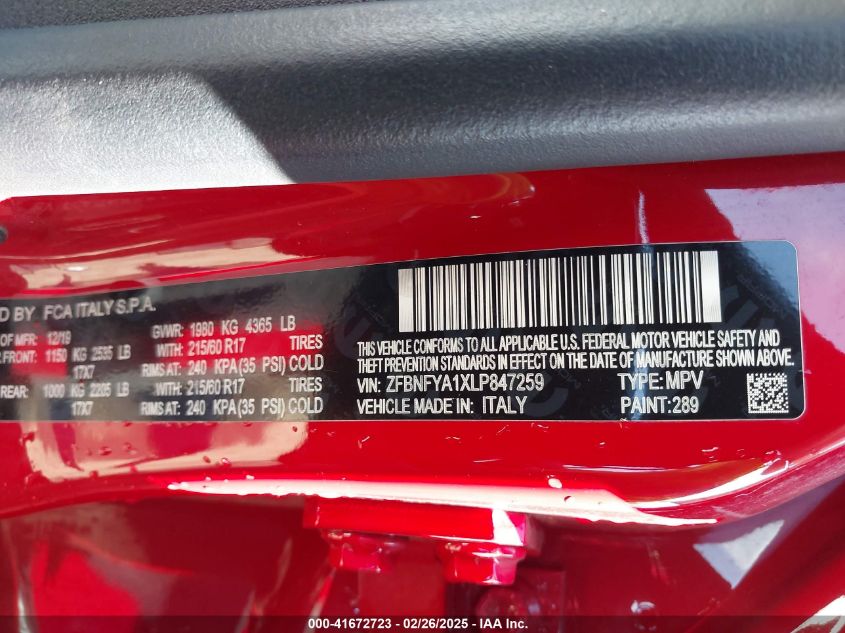 D BY FCA ITALY S.P.A.
OF MFR: 12/19 GVWR: 1980 KG 4365 LB
FRONT: 1150 KG 2535 LB WITH: 215/60 R17 TIRES
17X7 RIMS AT: 240 KPA(35 PSI) COLD
REAR: 1000 KG 2205 LB WITH: 215/60 R17 TIRES
17X7 RIMS AT: 240 KPA(35 PSI) COLD
THIS VEHICLE CONFORMS TO ALL APPLICABLE U.S. FEDERAL MOTOR VEHICLE SAFETY AND
THEFT PREVENTION STANDARDS IN EFFECT ON THE DATE OF MANUFACTURE SHOWN ABOVE.
VIN: ZFBNFYA1XLP847259 TYPE: MPV
VEHICLE MADE IN: ITALY PAINT:289
000-41672723 - 02/26/2025 - IAA Inc.